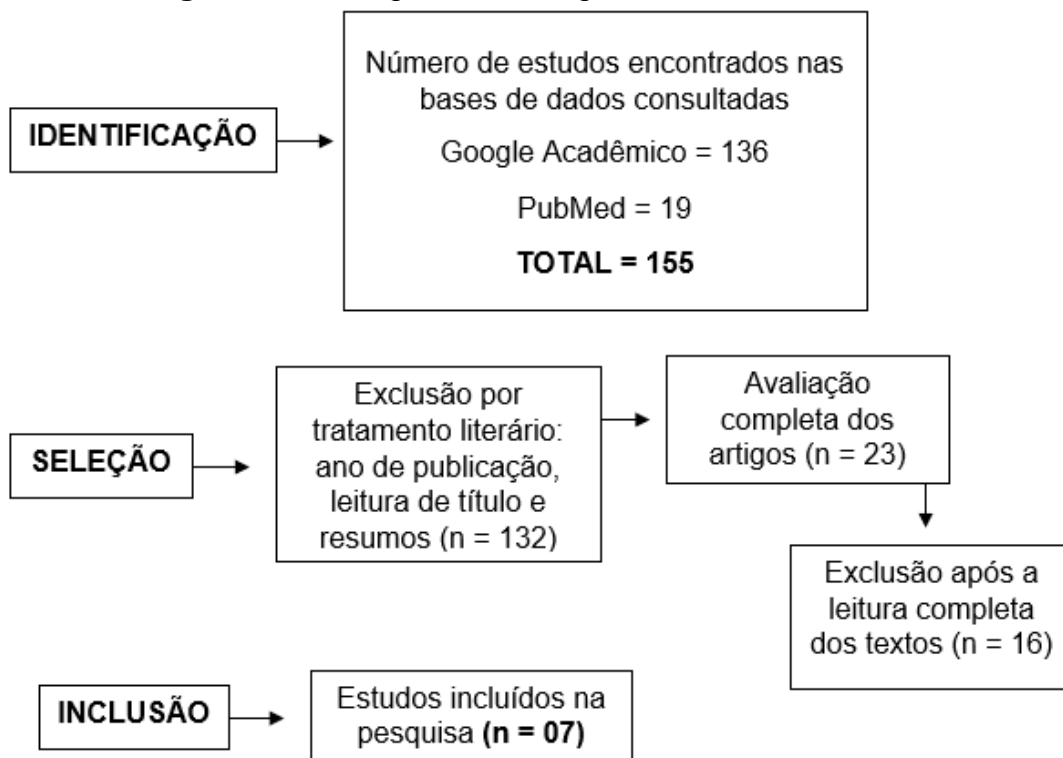 Número de estudos encontrados nas
bases de dados consultadas
IDENTIFICAÇÃO
Google Acadêmico = 136
PubMed = 19
TOTAL = 155
Exclusão por
tratamento literário:
ano de publicação,
leitura de título e
resumos (n = 132)
Avaliação
completa dos
artigos (n = 23)
SELEÇÃO
Exclusão após a
leitura completa
dos textos (n = 16)
INCLUSÃO
Estudos incluídos na
pesquisa (n = 07)